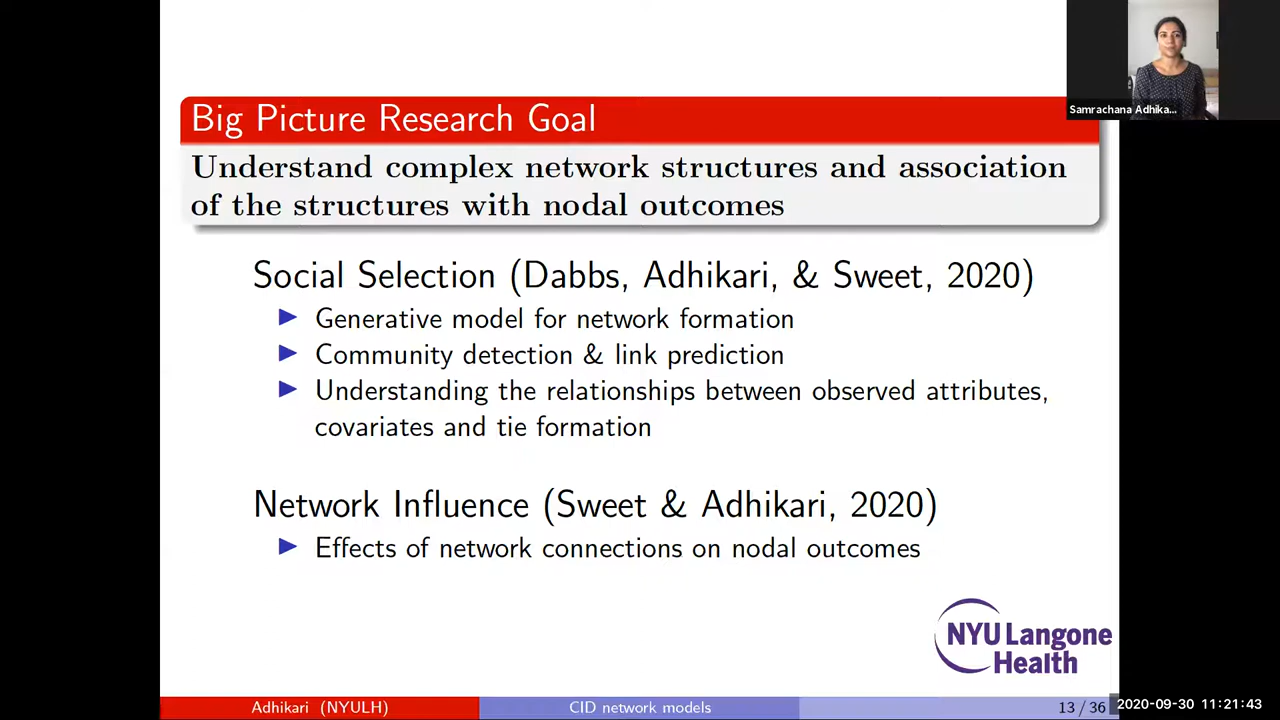 Big Picture Research Goal
Understand complex network structures and association
of the structures with nodal outcomes
Social Selection (Dabbs, Adhikari, & Sweet, 2020)
Generative model for network formation
Community detection & link prediction
Understanding the relationships between observed attributes,
covariates and tie formation
Network Influence (Sweet & Adhikari, 2020)
Effects of network connections on nodal outcomes
NYU Langone
Health
Adhikari (NYULH)
CID network models
13 / 36
Samrachana Adhika...
2020-09-30 11:21:43